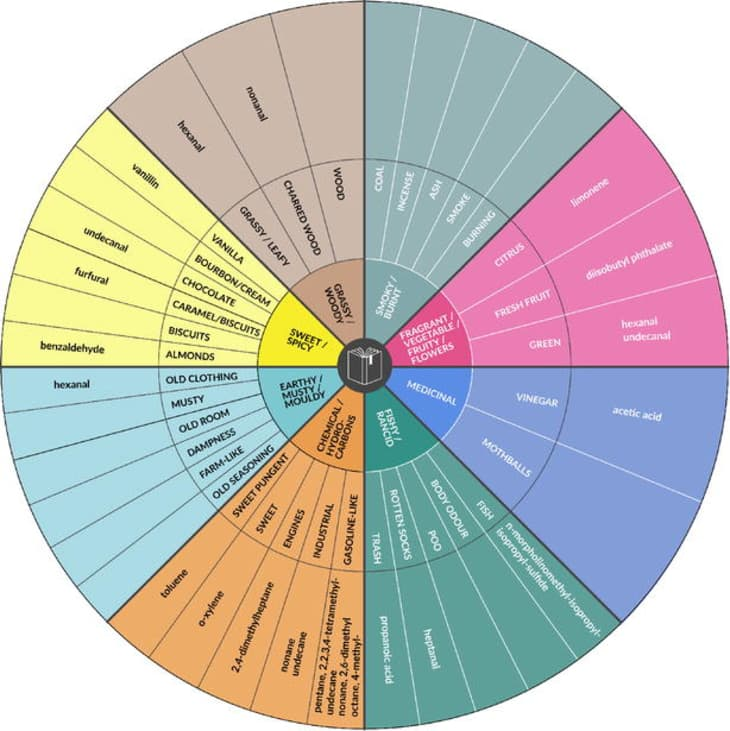 COAL
INCENSE
ASH
SMOKE
BURNING
SMOKY /
BURNT
limonene
diisobutyl phthalate
hexanal
undecanal
CITRUS
FRESH FRUIT
GREEN
FRAGRANT /
VEGETABLE /
FRUITY /
FLOWERS
acetic acid
VINEGAR
MOTHBALLS
MEDICINAL
n-morpholinomethyl-isopropyl-
isopropyl-sulfide
heptanal
propanoic acid
FISH
BODY ODOUR
POO
ROTTEN SOCKS
TRASH
FISHY /
RANCID
pentane, 2,2,3,4-tetramethyl-
undecane
nonane, 2,6-dimethyl
octane, 4-methyl-
nonane
undecane
2,4-dimethylheptane
o-xylene
toluene
GASOLINE-LIKE
INDUSTRIAL
ENGINES
SWEET
SWEET PUNGENT
CHEMICAL /
HYDRO-
CARBONS
hexanal
OLD CLOTHING
MUSTY
OLD ROOM
DAMPNESS
FARM-LIKE
OLD SEASONING
EARTHY /
MUSTY /
MOULDY
vanillin
undecanal
furfural
benzaldehyde
VANILLA
BOURBON/CREAM
CHOCOLATE
CARAMEL/BISCUITS
BISCUITS
ALMONDS
SWEET /
SPICY
hexanal
nonanal
GRASSY / LEAFY
CHARRED WOOD
WOOD
GRASSY /
WOODY